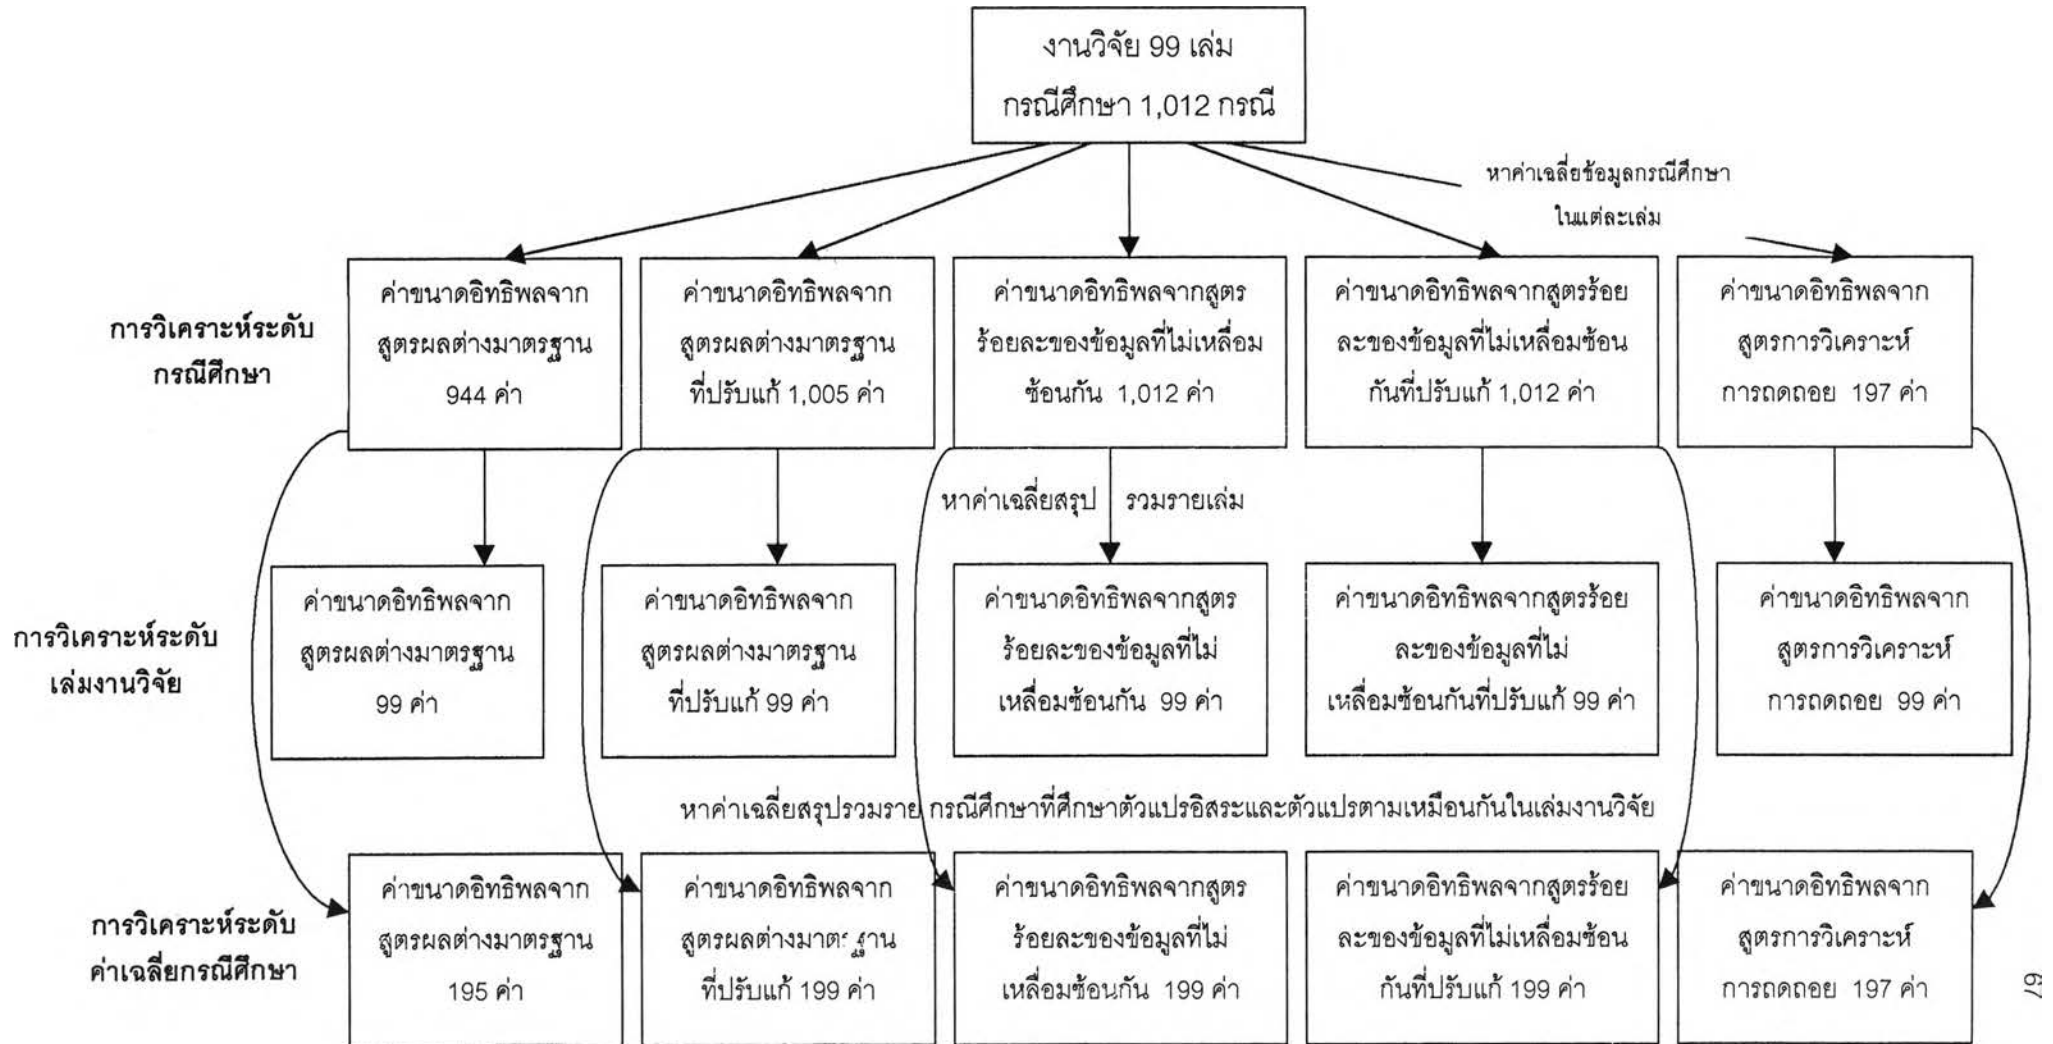 งานวิจัย 99 เล่ม
กรณีศึกษา 1,012 กรณี
หาค่าเฉลี่ยข้อมูลกรณีศึกษา
ในแต่ละเล่ม
การวิเคราะห์ระดับ
กรณีศึกษา
ค่าขนาดอิทธิพลจาก
สูตรผลต่างมาตรฐาน
944 ค่า
ค่าขนาดอิทธิพลจาก
สูตรผลต่างมาตรฐาน
ที่ปรับแก้ 1,005 ค่า
ค่าขนาดอิทธิพลจากสูตร
ร้อยละของข้อมูลที่ไม่เหลื่อม
ซ้อนกัน 1,012 ค่า
ค่าขนาดอิทธิพลจากสูตรร้อย
ละของข้อมูลที่ไม่เหลื่อมซ้อน
กันที่ปรับแก้ 1,012 ค่า
ค่าขนาดอิทธิพลจาก
สูตรการวิเคราะห์
การถดถอย 197 ค่า
หาค่าเฉลี่ยสรุป รวมรายเล่ม
การวิเคราะห์ระดับ
เล่มงานวิจัย
ค่าขนาดอิทธิพลจาก
สูตรผลต่างมาตรฐาน
99 ค่า
ค่าขนาดอิทธิพลจาก
สูตรผลต่างมาตรฐาน
ที่ปรับแก้ 99 ค่า
ค่าขนาดอิทธิพลจากสูตร
ร้อยละของข้อมูลที่ไม่
เหลื่อมซ้อนกัน 99 ค่า
ค่าขนาดอิทธิพลจากสูตรร้อย
ละของข้อมูลที่ไม่
เหลื่อมซ้อนกันที่ปรับแก้ 99 ค่า
ค่าขนาดอิทธิพลจาก
สูตรการวิเคราะห์
การถดถอย 99 ค่า
หาค่าเฉลี่ยสรุปรวมราย กรณีศึกษาที่ศึกษาตัวแปรอิสระและตัวแปรตามเหมือนกันในเล่มงานวิจัย
การวิเคราะห์ระดับ
ค่าเฉลี่ยกรณีศึกษา
ค่าขนาดอิทธิพลจาก
สูตรผลต่างมาตรฐาน
195 ค่า
ค่าขนาดอิทธิพลจาก
สูตรผลต่างมาตรฐาน
ที่ปรับแก้ 199 ค่า
ค่าขนาดอิทธิพลจากสูตร
ร้อยละของข้อมูลที่ไม่
เหลื่อมซ้อนกัน 199 ค่า
ค่าขนาดอิทธิพลจากสูตรร้อย
ละของข้อมูลที่ไม่เหลื่อมซ้อน
กันที่ปรับแก้ 199 ค่า
ค่าขนาดอิทธิพลจาก
สูตรการวิเคราะห์
การถดถอย 197 ค่า
67